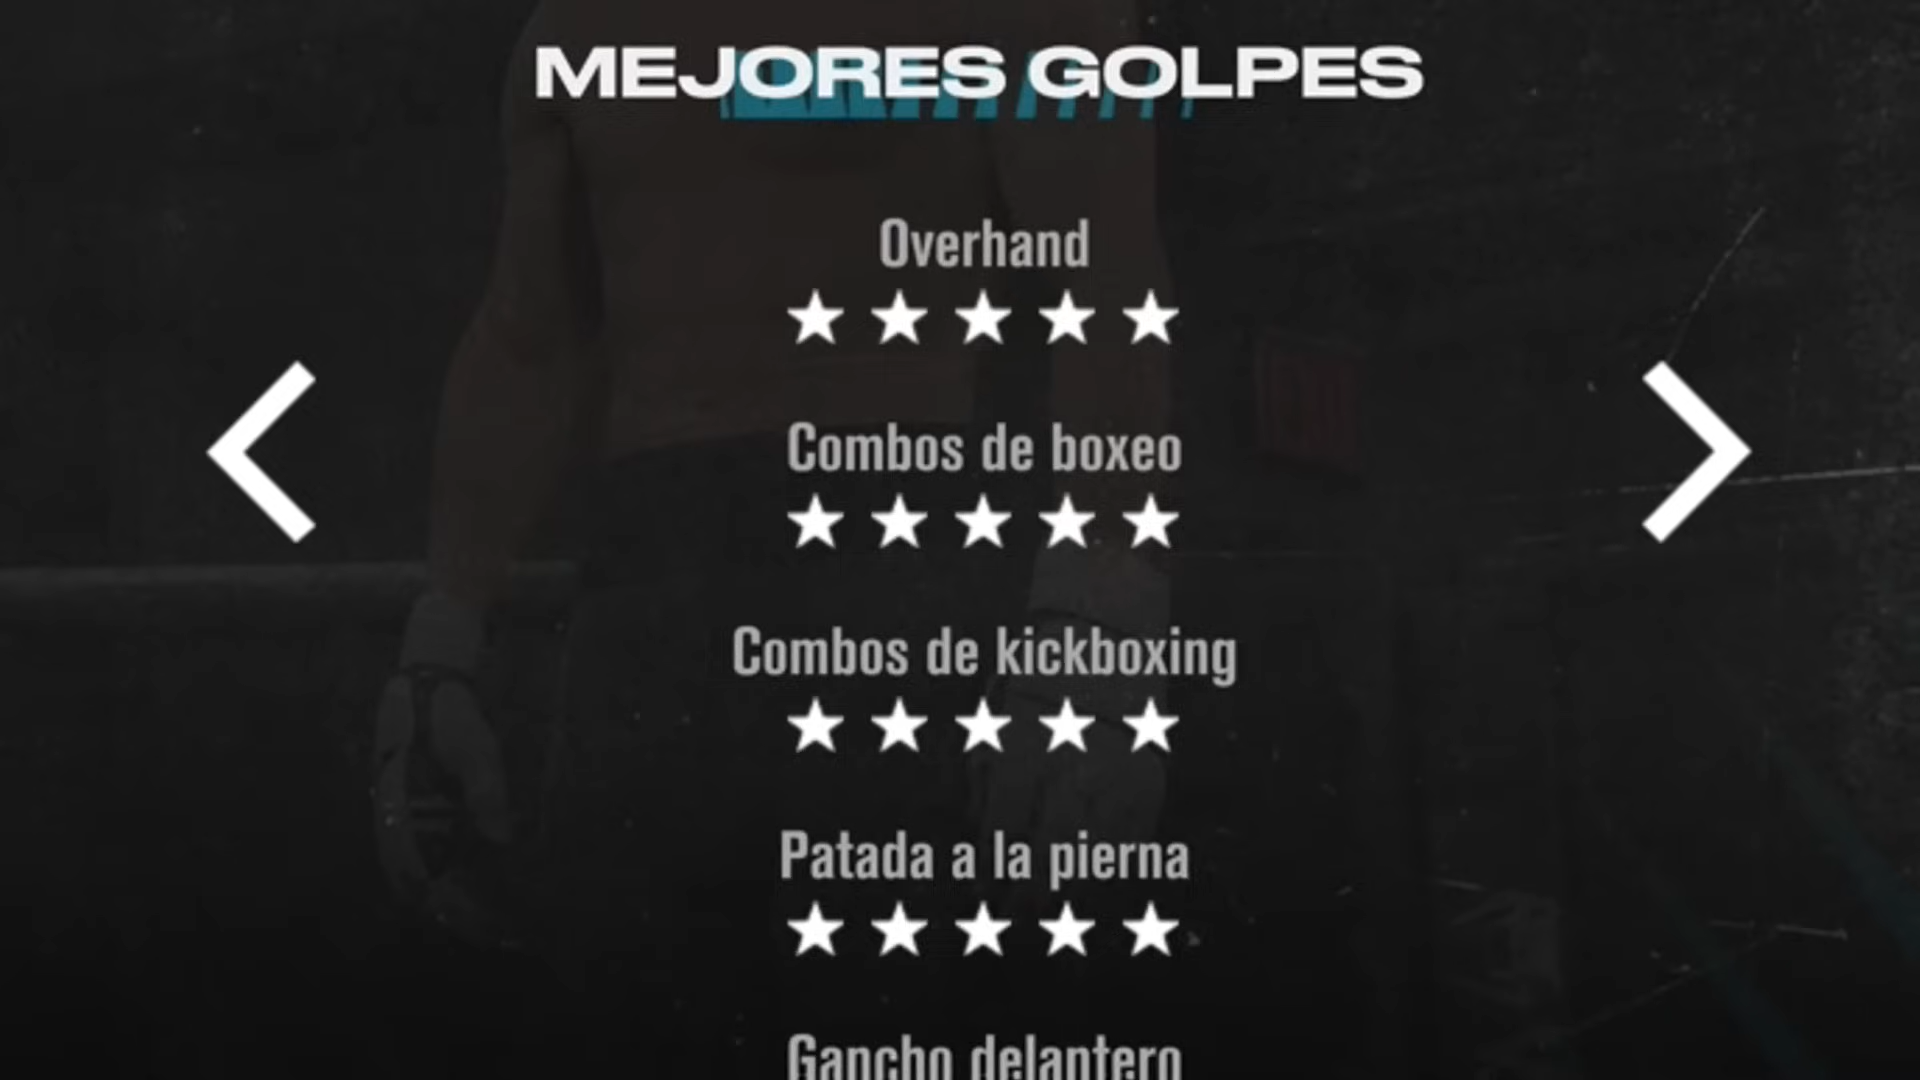 MEJORES GOLPES
Overhand
Combos de boxeo
Combos de kickboxing
Patada a la pierna
Gancho delantero